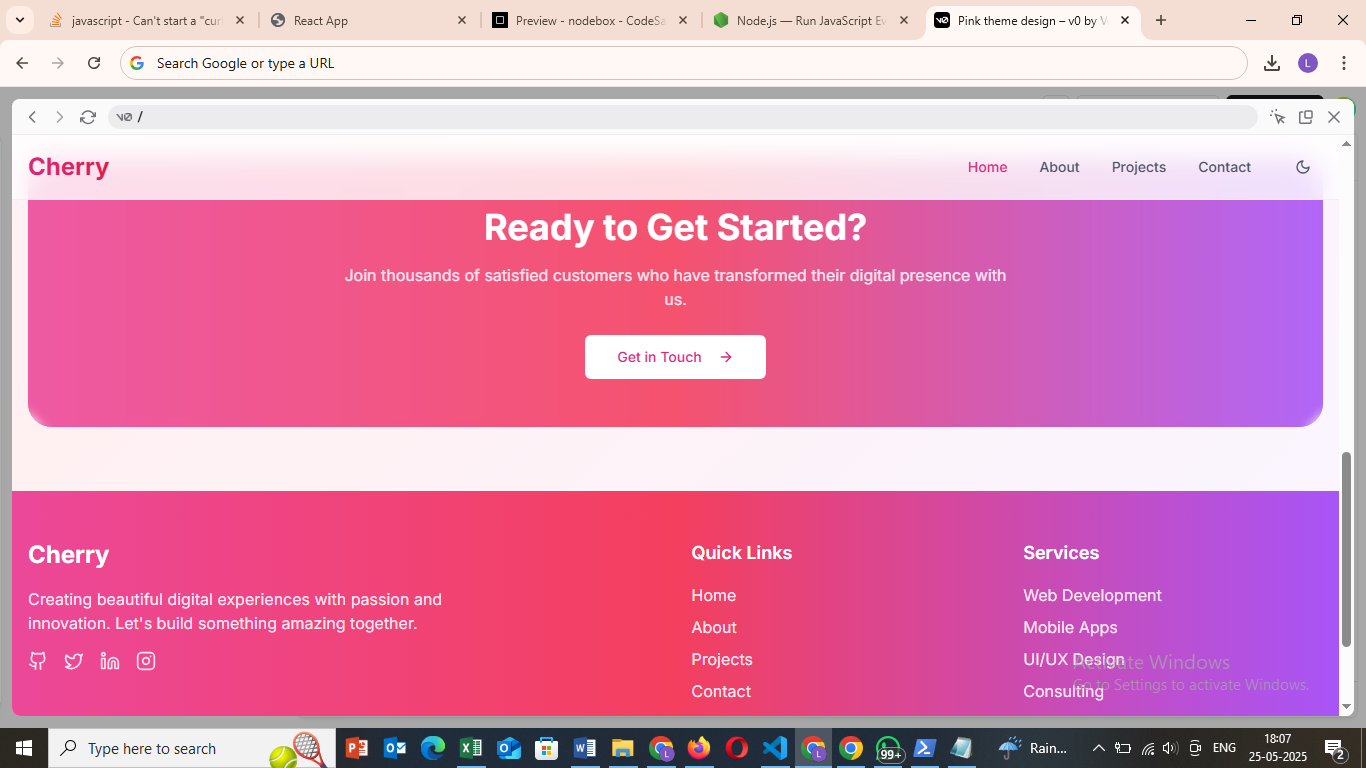 javascript - Can't start a "curl
React App
Preview - nodebox - CodeSa
Node.js — Run JavaScript Ev
Pink theme design – v0 by V
Search Google or type a URL
L
v0 /
Cherry
Home
About
Projects
Contact
Ready to Get Started?
Join thousands of satisfied customers who have transformed their digital presence with
us.
Get in Touch
Cherry
Creating beautiful digital experiences with passion and
innovation. Let's build something amazing together.
Quick Links
Home
About
Projects
Contact
Services
Web Development
Mobile Apps
UI/UX Design
Consulting
Activate Windows
Go to Settings to activate Windows.
Type here to search
99+
Rain...
ENG
18:07
25-05-2025
2